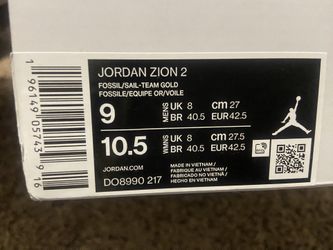 JORDAN ZION 2
FOSSIL/SAIL-TEAM GOLD
FOSSILE/EQUIPE OR/VOILE
9 MENS UK 8 cm 27
BR 40.5 EUR 42.5
10.5 WMNS UK 8 cm 27.5
BR 40.5 EUR 42.5
JORDAN.COM
DO8990 217
MADE IN VIETNAM/
FABRIQUÉ AU VIETNAM/
FABRICADO NO VIETNÃ/
HECHO EN VIETNAM
1 96149 05743 9 16